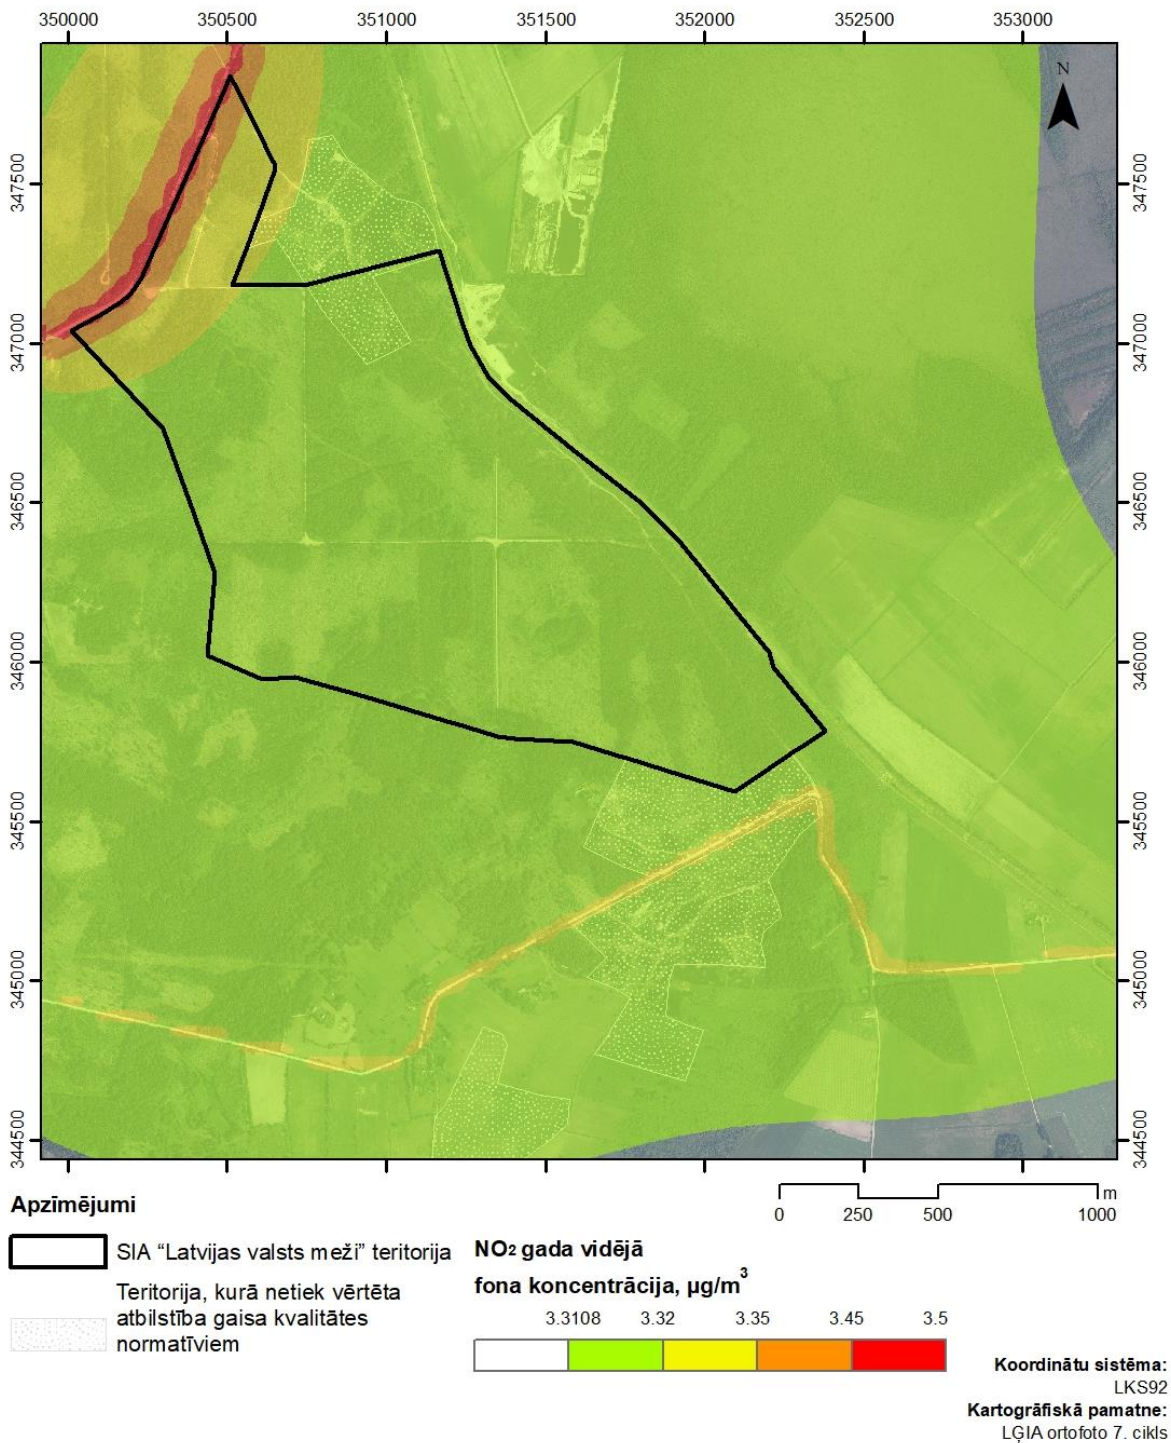 350000 350500 351000 351500 352000 352500 353000
N
347500 347500
347000 347000
346500 346500
346000 346000
345500 345500
345000 345000
344500 344500
Apzīmējumi
SIA “Latvijas valsts meži” teritorija
Teritorija, kurā netiek vērtēta
atbilstība gaisa kvalitātes
normatīviem
0 250 500 1000 m
NO2 gada vidējā
fona koncentrācija, µg/m³
3.3108 3.32 3.35 3.45 3.5
Koordinātu sistēma:
LKS92
Kartogrāfiskā pamatne:
LĢIA ortofoto 7. cikls